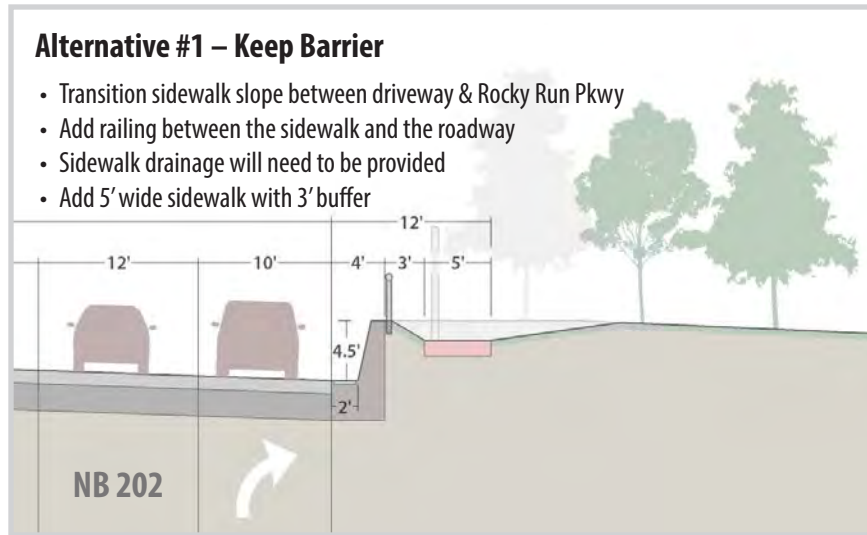 Alternative #1 – Keep Barrier
• Transition sidewalk slope between driveway & Rocky Run Pkwy
• Add railing between the sidewalk and the roadway
• Sidewalk drainage will need to be provided
• Add 5' wide sidewalk with 3' buffer
12'
12' 10' 4' 3' 5'
4.5'
2'
NB 202